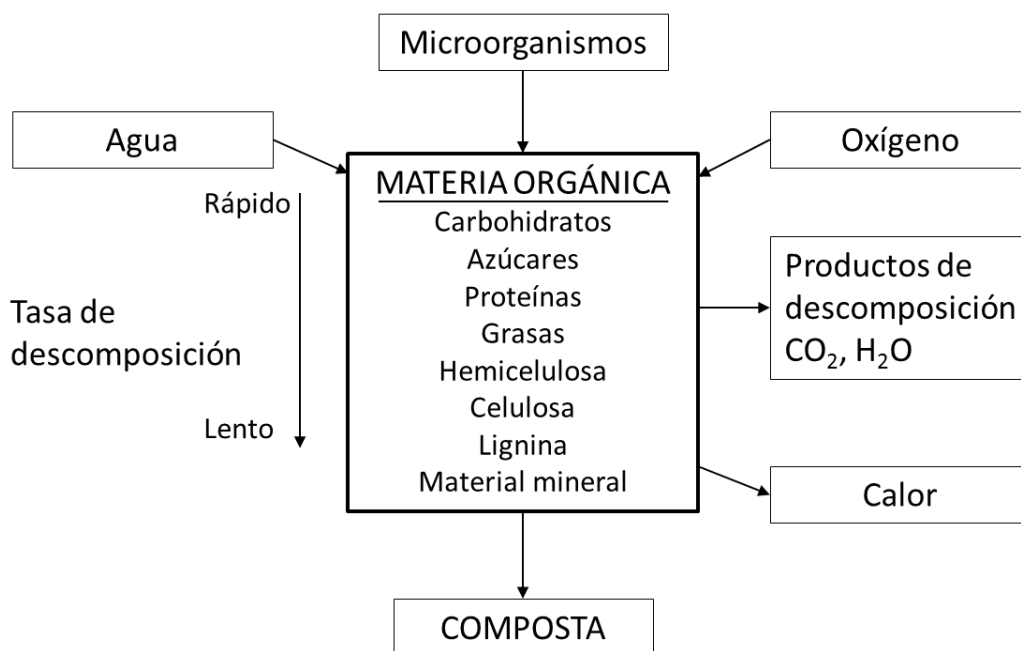 Microorganismos
Agua
Oxígeno
MATERIA ORGÁNICA
Carbohidratos
Azúcares
Proteínas
Grasas
Hemicelulosa
Celulosa
Lignina
Material mineral
Rápido
Tasa de
descomposición
Lento
Productos de
descomposición
CO₂, H₂O
Calor
COMPOSTA